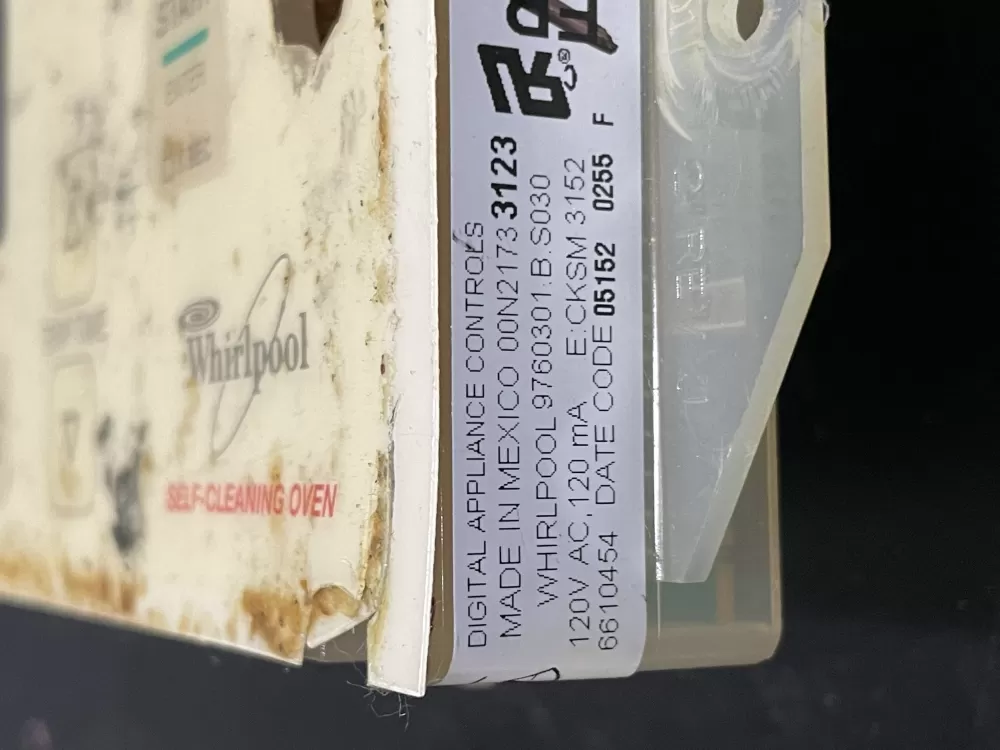 START
Whirlpool
SELF-CLEANING OVEN
DIGITAL APPLIANCE CONTROLS
MADE IN MEXICO 00N2173 3123
WHIRLPOOL 9760301.B.S030
120V AC, 120 mA E:CKSM 3152
6610454 DATE CODE 05152 0255 F